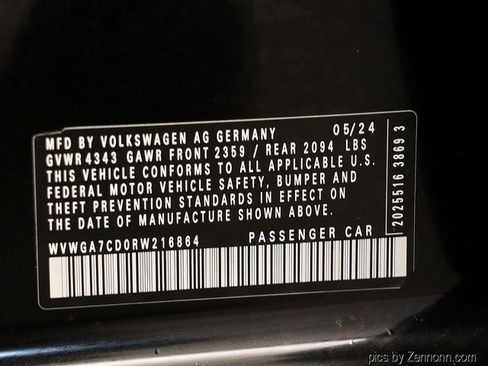 MFD BY VOLKSWAGEN AG GERMANY 05/24
GVWR 4343 GAWR FRONT 2359 / REAR 2094 LBS
THIS VEHICLE CONFORMS TO ALL APPLICABLE U.S.
FEDERAL MOTOR VEHICLE SAFETY, BUMPER AND
THEFT PREVENTION STANDARDS IN EFFECT ON
THE DATE OF MANUFACTURE SHOWN ABOVE.
WVWGA7CD0RW216864 PASSENGER CAR
2025516 3869 3
pics by Zennonn.com